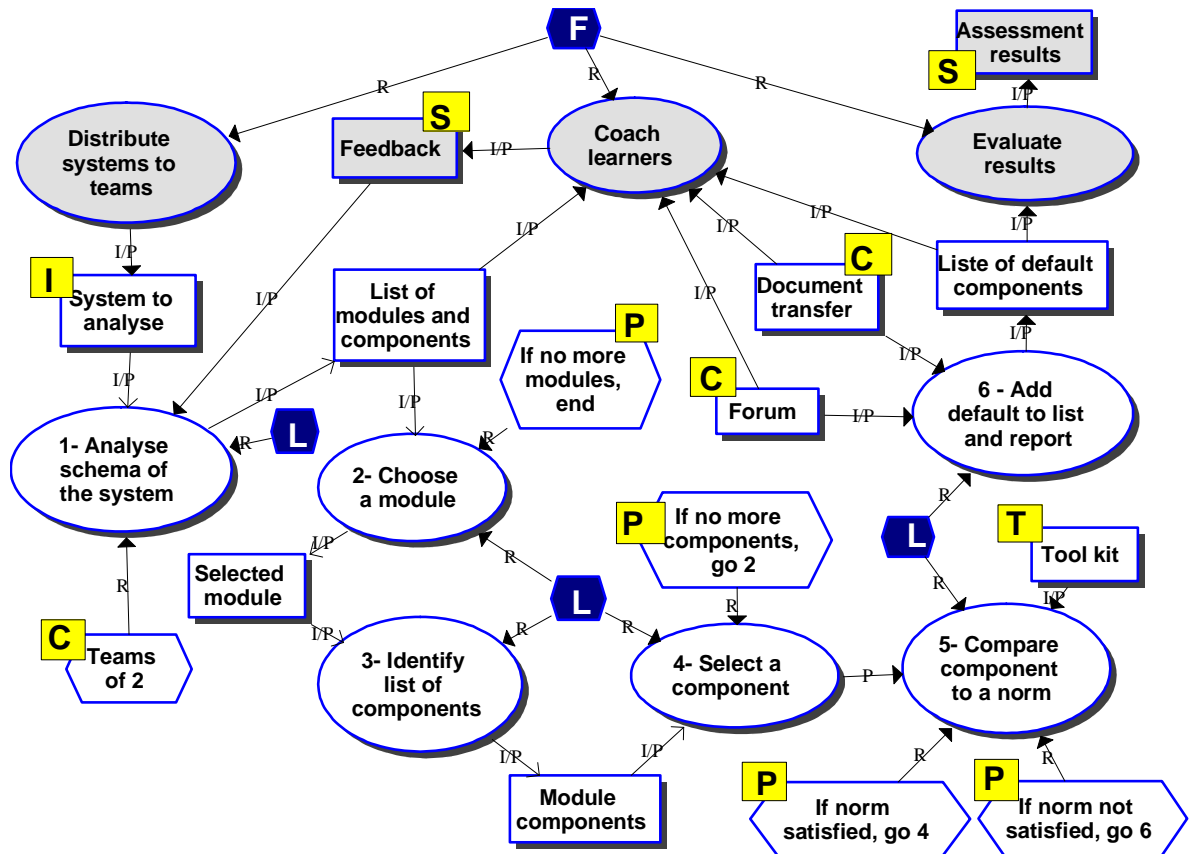 F
Assessment
results
S
R
R
R
I/P
Distribute
systems to
teams
S
Feedback
I/P
Coach
learners
Evaluate
results
I/P
I/P
I/P
I/P
I/P
I
System to
analyse
List of
modules and
components
C
Document
transfer
Liste of default
components
I/P
I/P
I/P
I/P
I/P
I/P
I/P
P
If no more
modules,
end
C
Forum
I/P
6 - Add
default to list
and report
1- Analyse
schema of
the system
R
L
R
2- Choose
a module
P
If no more
components,
go 2
R
L
T
Tool kit
I/P
Selected
module
R
R
L
R
R
R
I/P
I/P
C
Teams
of 2
R
3- Identify
list of
components
4- Select a
component
P
5- Compare
component
to a norm
I/P
I/P
R
R
Module
components
P
If norm
satisfied, go 4
P
If norm not
satisfied, go 6